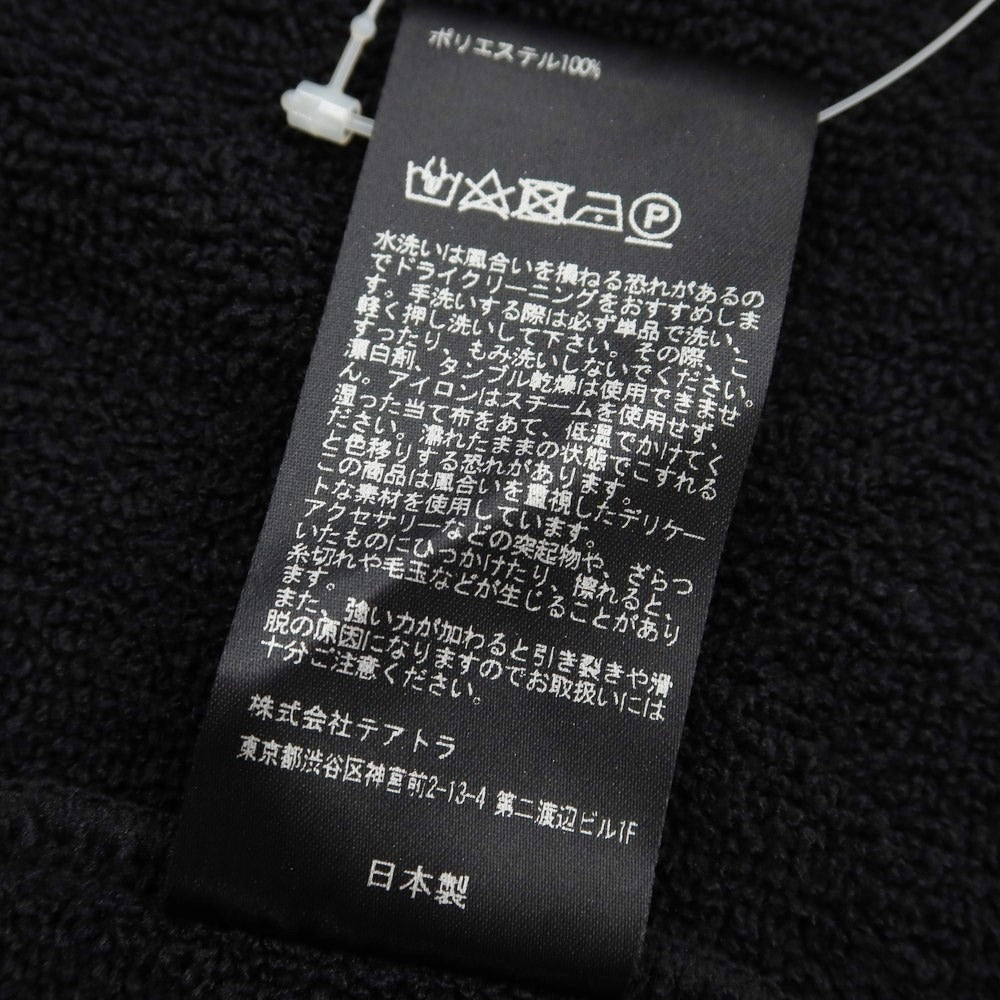 ポリエステル100%
P
水洗いは風合いを損ねる恐れがあるの
でドライクリーニングをおすすめしま
す。手洗いする際は必ず単品で洗い、
軽く押し洗いして下さい。その際、こ
すったり、もみ洗いしないでください。
漂白剤、タンブル乾燥は使用できませ
ん。アイロンはスチームを使用せず、
湿った当て布をあて、低温でかけてく
ださい。濡れたままの状態でこすれる
と色移りする恐れがあります。
この商品は風合いを重視したデリケー
トな素材を使用しています。
アクセサリーなどの突起物や、ざらつ
いたものにひっかけたり、擦れると、
糸切れや毛玉などが生じることがあり
ます。
また、強い力が加わると引き裂きや滑
脱の原因になりますのでお取扱いには
十分ご注意ください。
株式会社テアトラ
東京都渋谷区神宮前2-13-4 第二渡辺ビル1F
日本製